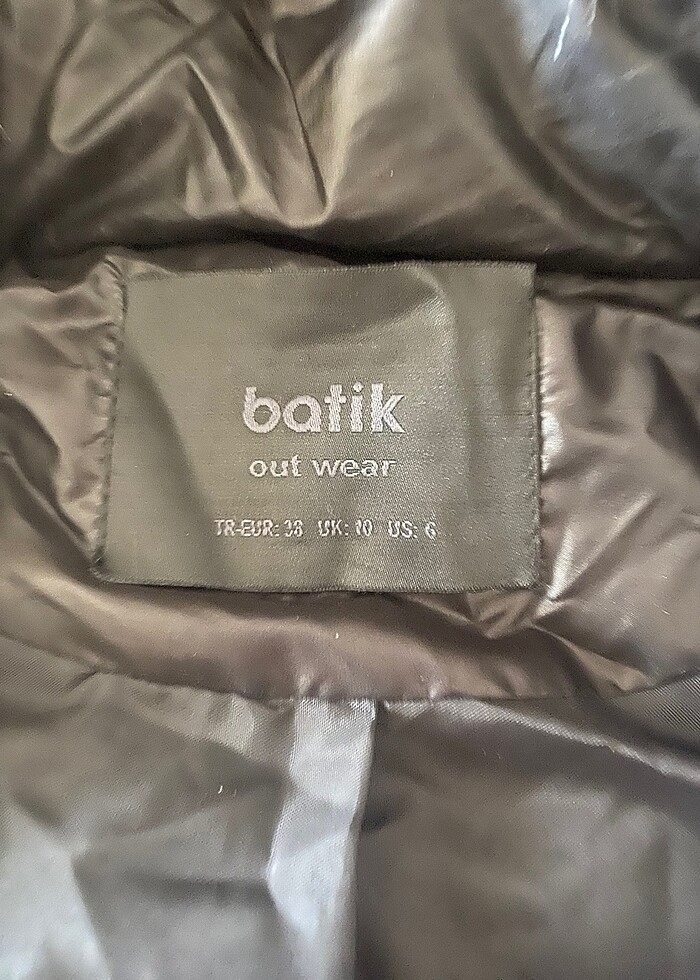 batik
out wear
TR-EUR: 38 UK: 10 US: 6